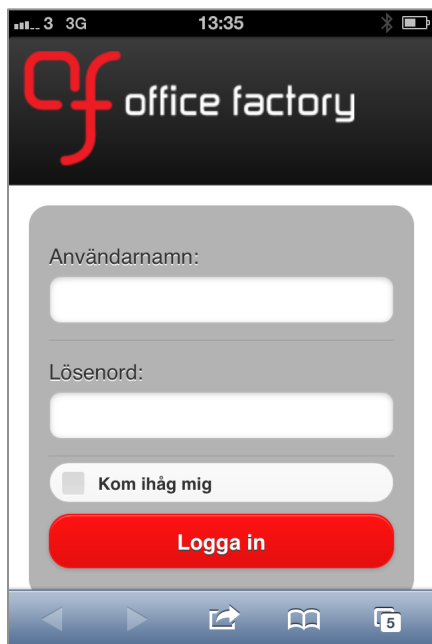 3 3G 13:35
office factory
Användarnamn:
Lösenord:
Kom ihåg mig
Logga in
5